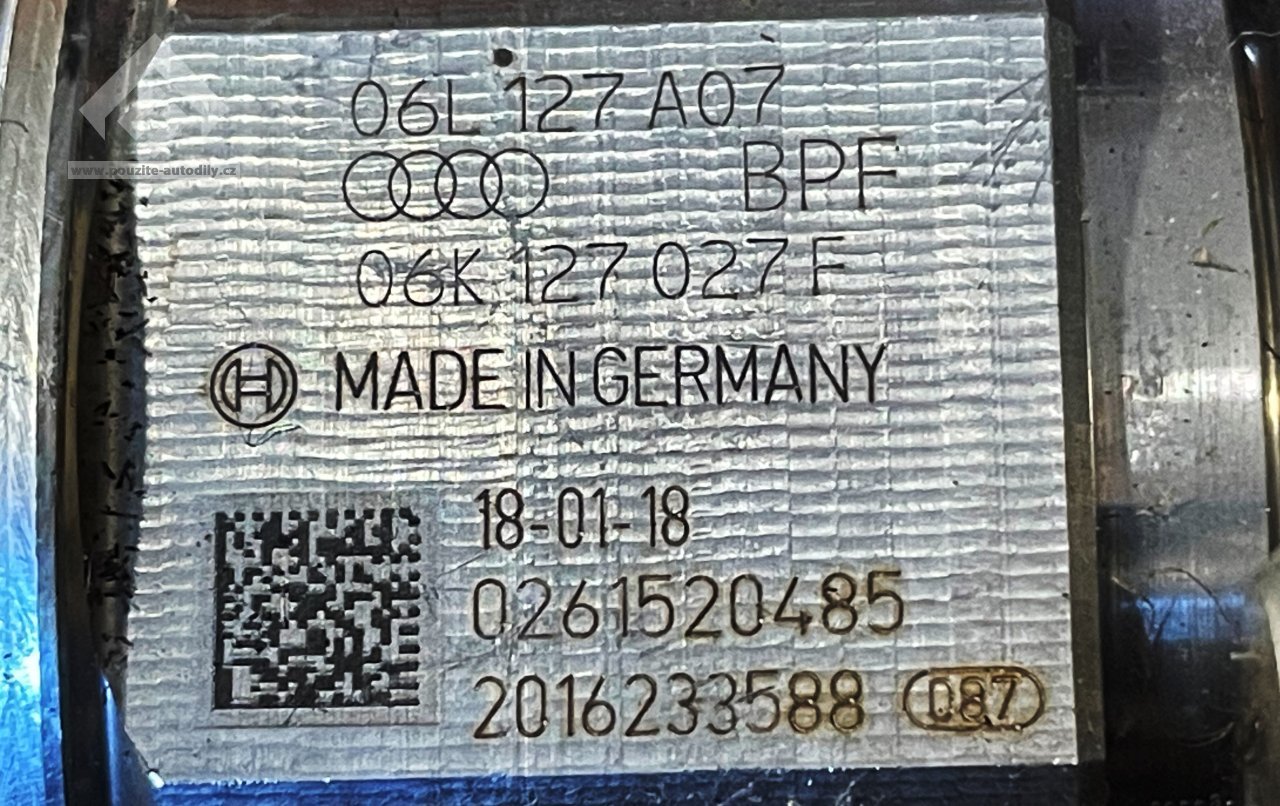 06L 127 A07
www.pouzite-autodily.cz
BPF
06K 127 027 F
MADE IN GERMANY
18-01-18
0261520485
2016233588 087